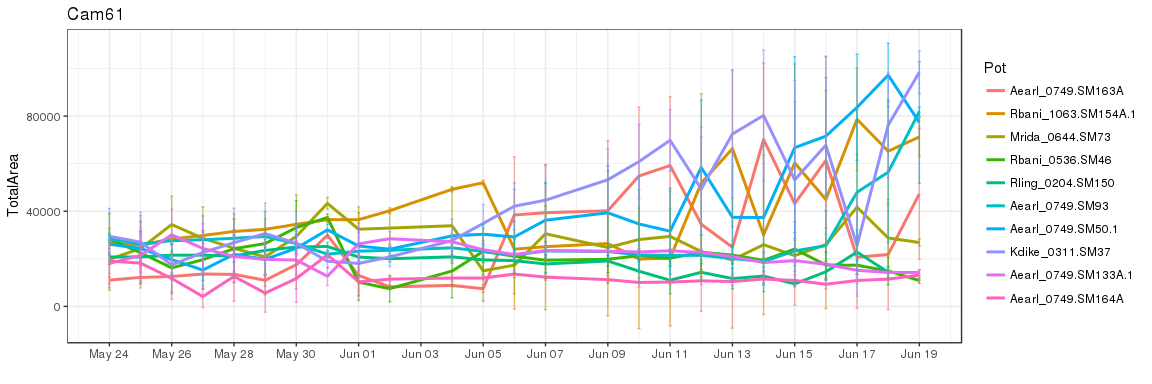 Cam61
TotalArea
80000
40000
0
May 24 May 26 May 28 May 30 Jun 01 Jun 03 Jun 05 Jun 07 Jun 09 Jun 11 Jun 13 Jun 15 Jun 17 Jun 19
Pot
Aearl_0749.SM163A
Rbani_1063.SM154A.1
Mrida_0644.SM73
Rbani_0536.SM46
Rling_0204.SM150
Aearl_0749.SM93
Aearl_0749.SM50.1
Kdike_0311.SM37
Aearl_0749.SM133A.1
Aearl_0749.SM164A